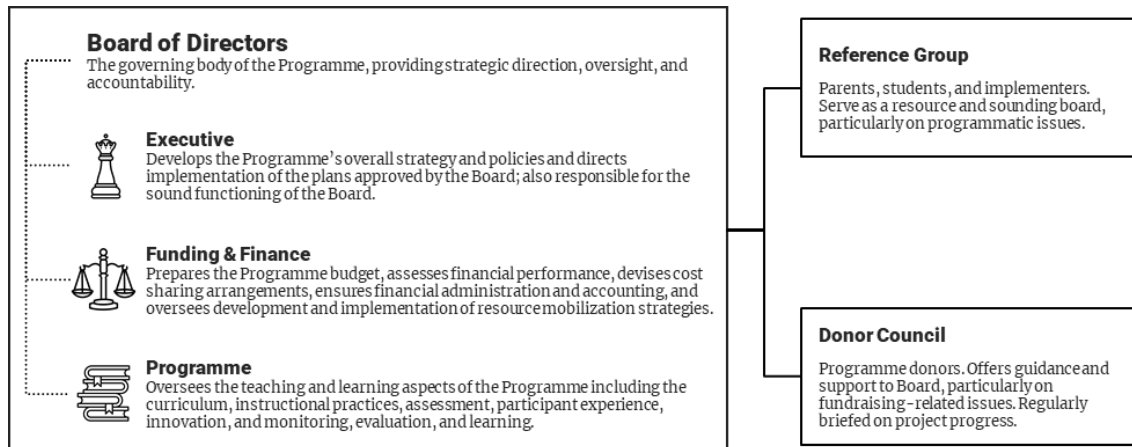 Board of Directors
The governing body of the Programme, providing strategic direction, oversight, and
accountability.
Executive
Develops the Programme's overall strategy and policies and directs
implementation of the plans approved by the Board; also responsible for the
sound functioning of the Board.
Funding & Finance
Prepares the Programme budget, assesses financial performance, devises cost
sharing arrangements, ensures financial administration and accounting, and
oversees development and implementation of resource mobilization strategies.
Programme
Oversees the teaching and learning aspects of the Programme including the
curriculum, instructional practices, assessment, participant experience,
innovation, and monitoring, evaluation, and learning.
Reference Group
Parents, students, and implementers.
Serve as a resource and sounding board,
particularly on programmatic issues.
Donor Council
Programme donors. Offers guidance and
support to Board, particularly on
fundraising-related issues. Regularly
briefed on project progress.